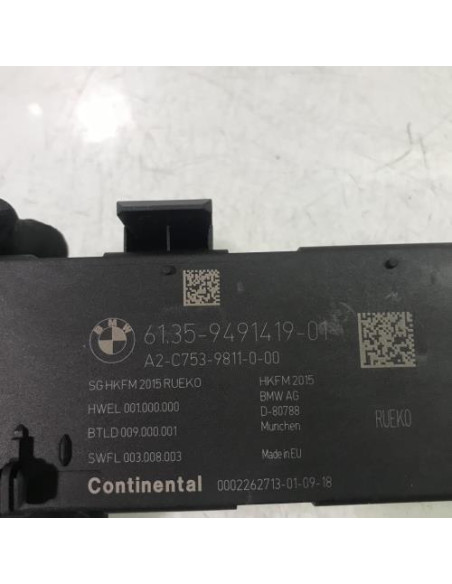 BMW
61.35-9491419-01
A2-C753-9811-0-00
SG HKFM 2015 RUEKO
HWEL 001.000.000
BTLD 009.000.001
SWFL 003.008.003
HKFM 2015
BMW AG
D-80788
Munchen
Made in EU
RUEKO
Continental 0002262713-01-09-18